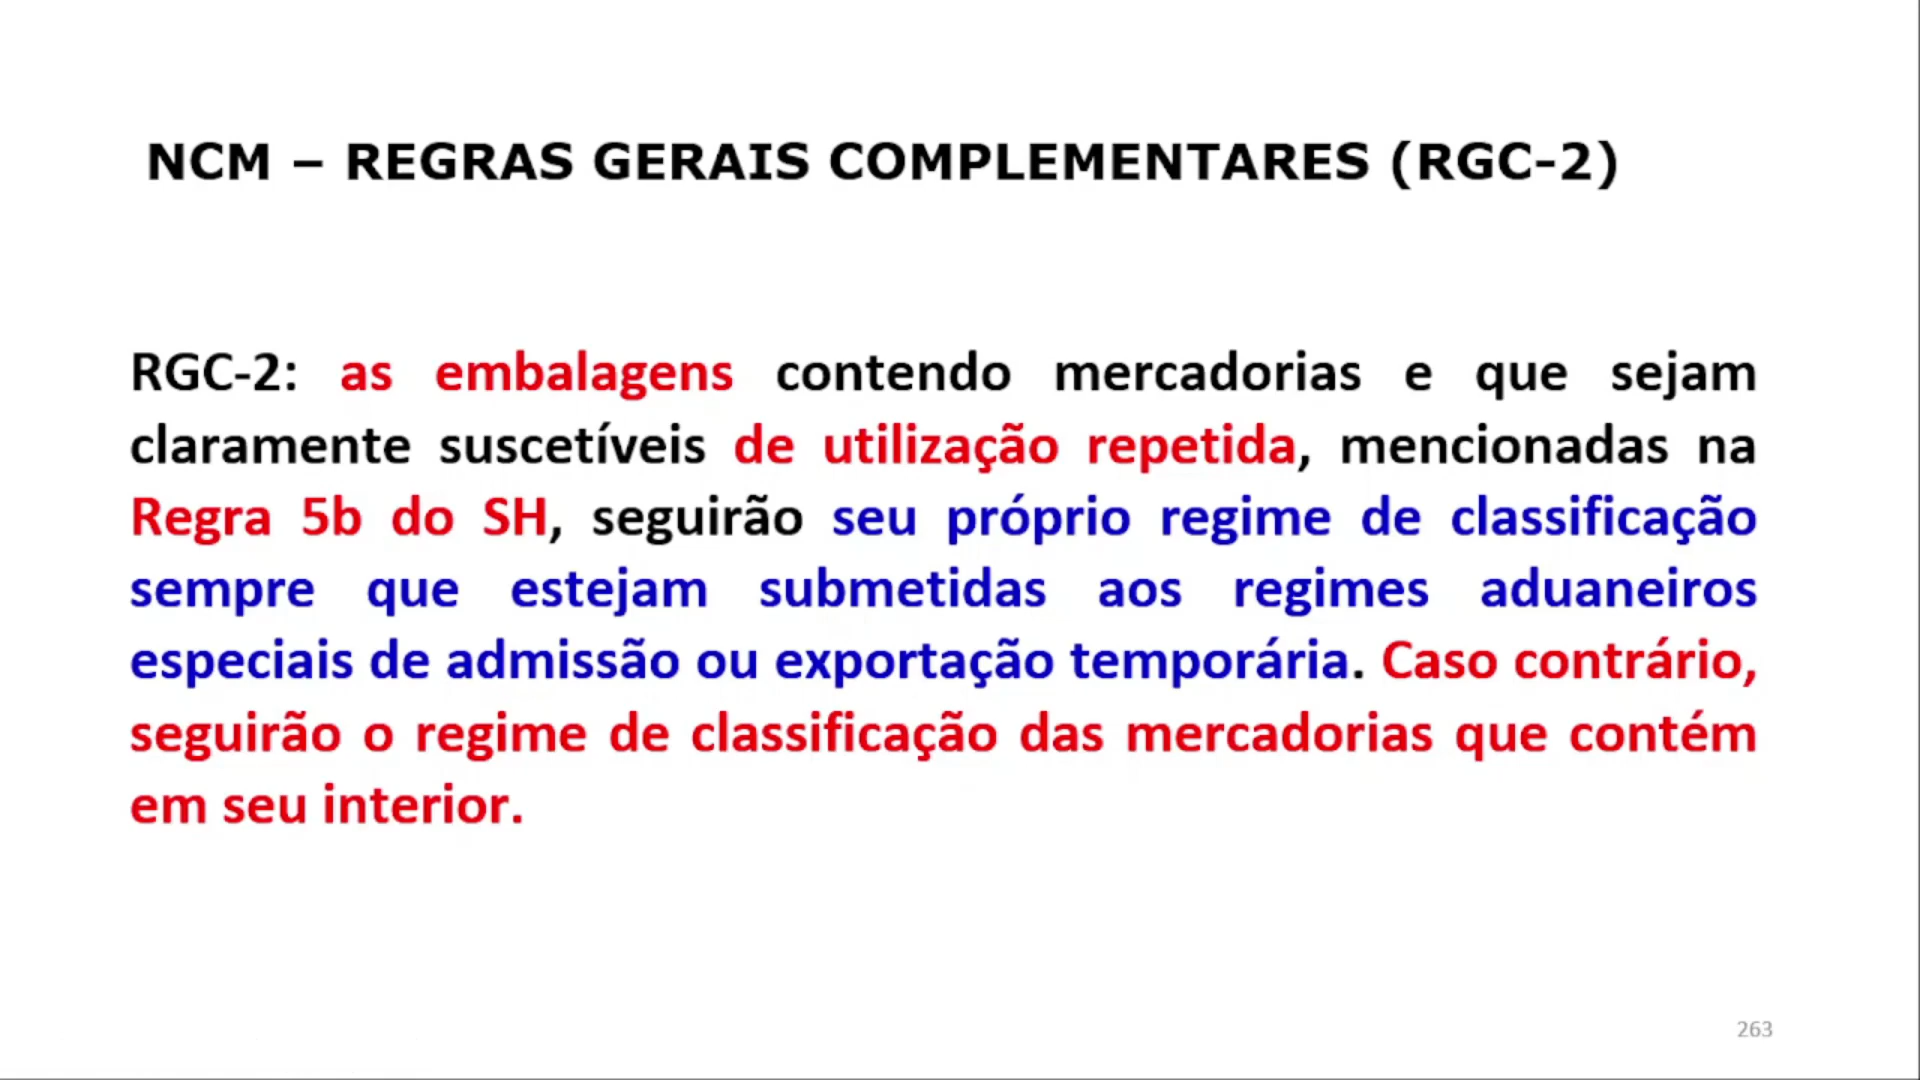 NCM – REGRAS GERAIS COMPLEMENTARES (RGC-2)
RGC-2: as embalagens contendo mercadorias e que sejam
claramente suscetíveis de utilização repetida, mencionadas na
Regra 5b do SH, seguirão seu próprio regime de classificação
sempre que estejam submetidas aos regimes aduaneiros
especiais de admissão ou exportação temporária. Caso contrário,
seguirão o regime de classificação das mercadorias que contém
em seu interior.
263